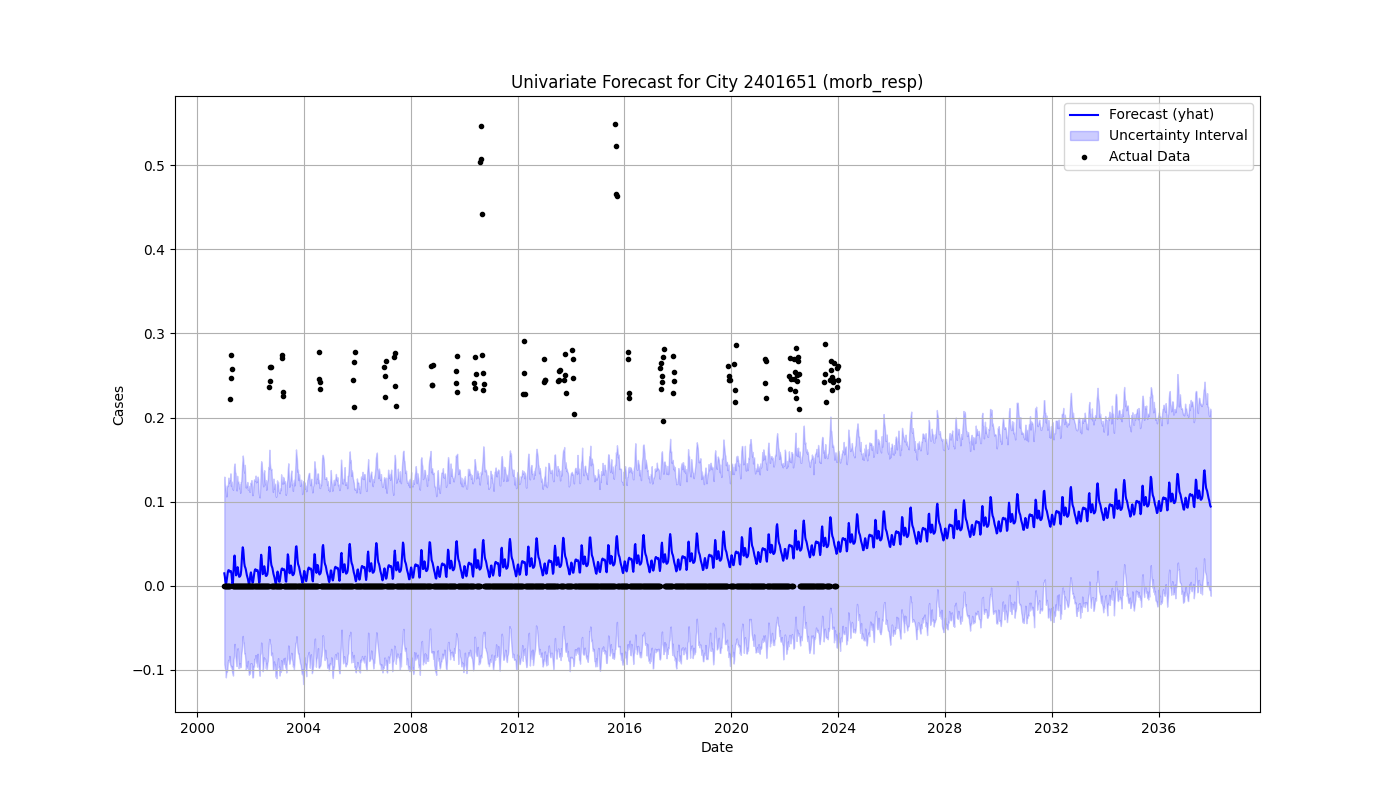 Univariate Forecast for City 2401651 (morb_resp)
Forecast (yhat)
Uncertainty Interval
Actual Data
Cases
0.5
0.4
0.3
0.2
0.1
0.0
−0.1
2000 2004 2008 2012 2016 2020 2024 2028 2032 2036
Date